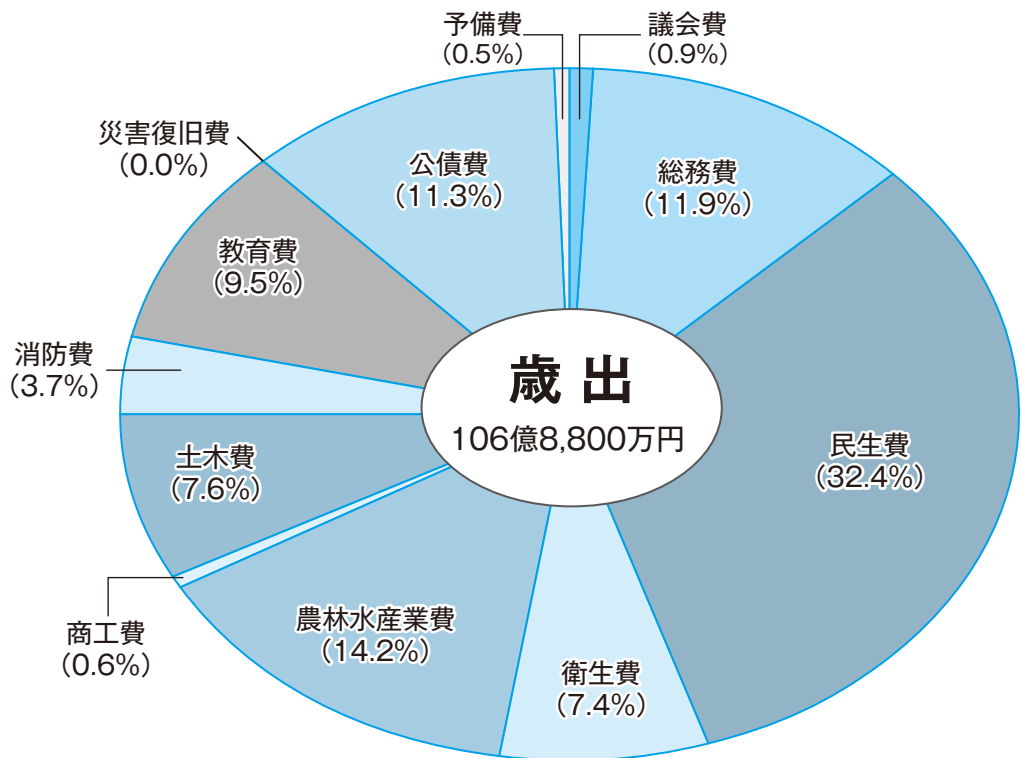 予備費
（0.5%）
議会費
（0.9%）
総務費
（11.9%）
民生費
（32.4%）
衛生費
（7.4%）
農林水産業費
（14.2%）
商工費
（0.6%）
土木費
（7.6%）
消防費
（3.7%）
教育費
（9.5%）
災害復旧費
（0.0%）
公債費
（11.3%）
歳出
106億8,800万円